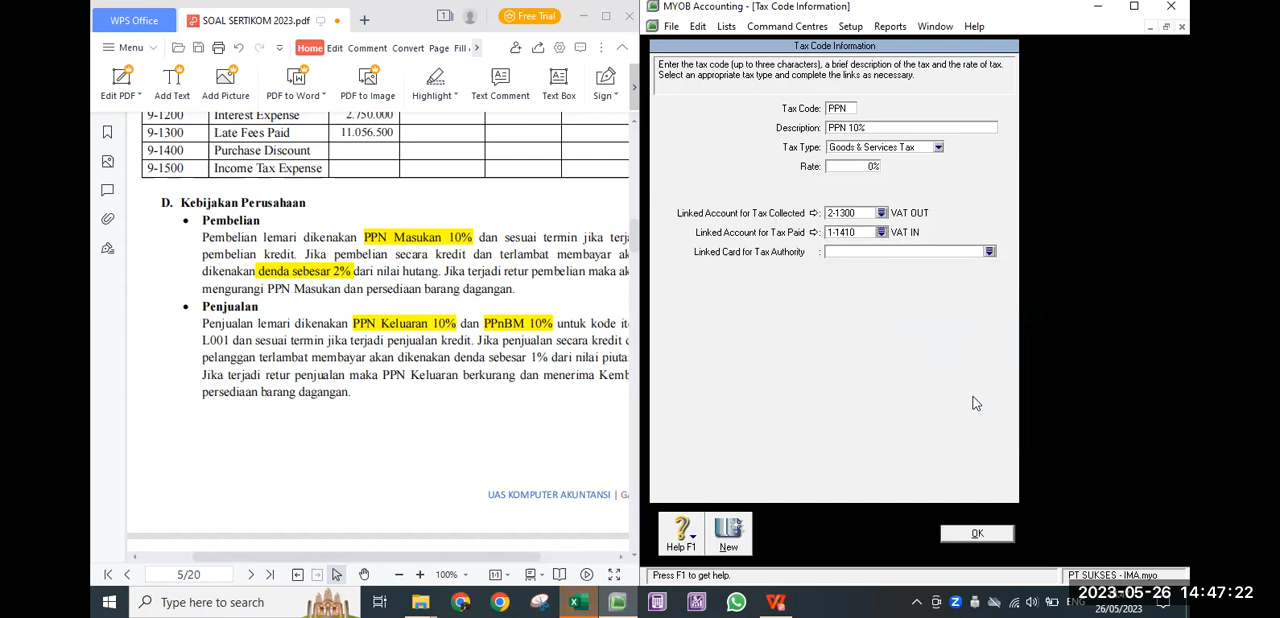 WPS Office
SOAL SERTIKOM 2023.pdf
Free Trial
Menu
Home Edit Comment Convert Page Fill
Edit PDF Add Text Add Picture PDF to Word PDF to Image Highlight Text Comment Text Box Sign
9-1200 Interest Expense 2.750.000
9-1300 Late Fees Paid 11.056.500
9-1400 Purchase Discount
9-1500 Income Tax Expense
D. Kebijakan Perusahaan
• Pembelian
Pembelian lemari dikenakan PPN Masukan 10% dan sesuai termin jika terja
pembelian kredit. Jika pembelian secara kredit dan terlambat membayar ak
dikenakan denda sebesar 2% dari nilai hutang. Jika terjadi retur pembelian maka ak
mengurangi PPN Masukan dan persediaan barang dagangan.
• Penjualan
Penjualan lemari dikenakan PPN Keluaran 10% dan PPnBM 10% untuk kode ite
L001 dan sesuai termin jika terjadi penjualan kredit. Jika penjualan secara kredit d
pelanggan terlambat membayar akan dikenakan denda sebesar 1% dari nilai piuta
Jika terjadi retur penjualan maka PPN Keluaran berkurang dan menerima Kemb
persediaan barang dagangan.
UAS KOMPUTER AKUNTANSI | GA
5/20
100%
Type here to search
MYOB Accounting - [Tax Code Information]
File Edit Lists Command Centres Setup Reports Window Help
Tax Code Information
Enter the tax code (up to three characters), a brief description of the tax and the rate of tax.
Select an appropriate tax type and complete the links as necessary.
Tax Code: PPN
Description: PPN 10%
Tax Type: Goods & Services Tax
Rate: 0%
Linked Account for Tax Collected : 2-1300 VAT OUT
Linked Account for Tax Paid : 1-1410 VAT IN
Linked Card for Tax Authority :
Help F1 New OK
Press F1 to get help.
PT SUKSES - IMA.myo
ENG
26/05/2023
2023-05-26 14:47:22